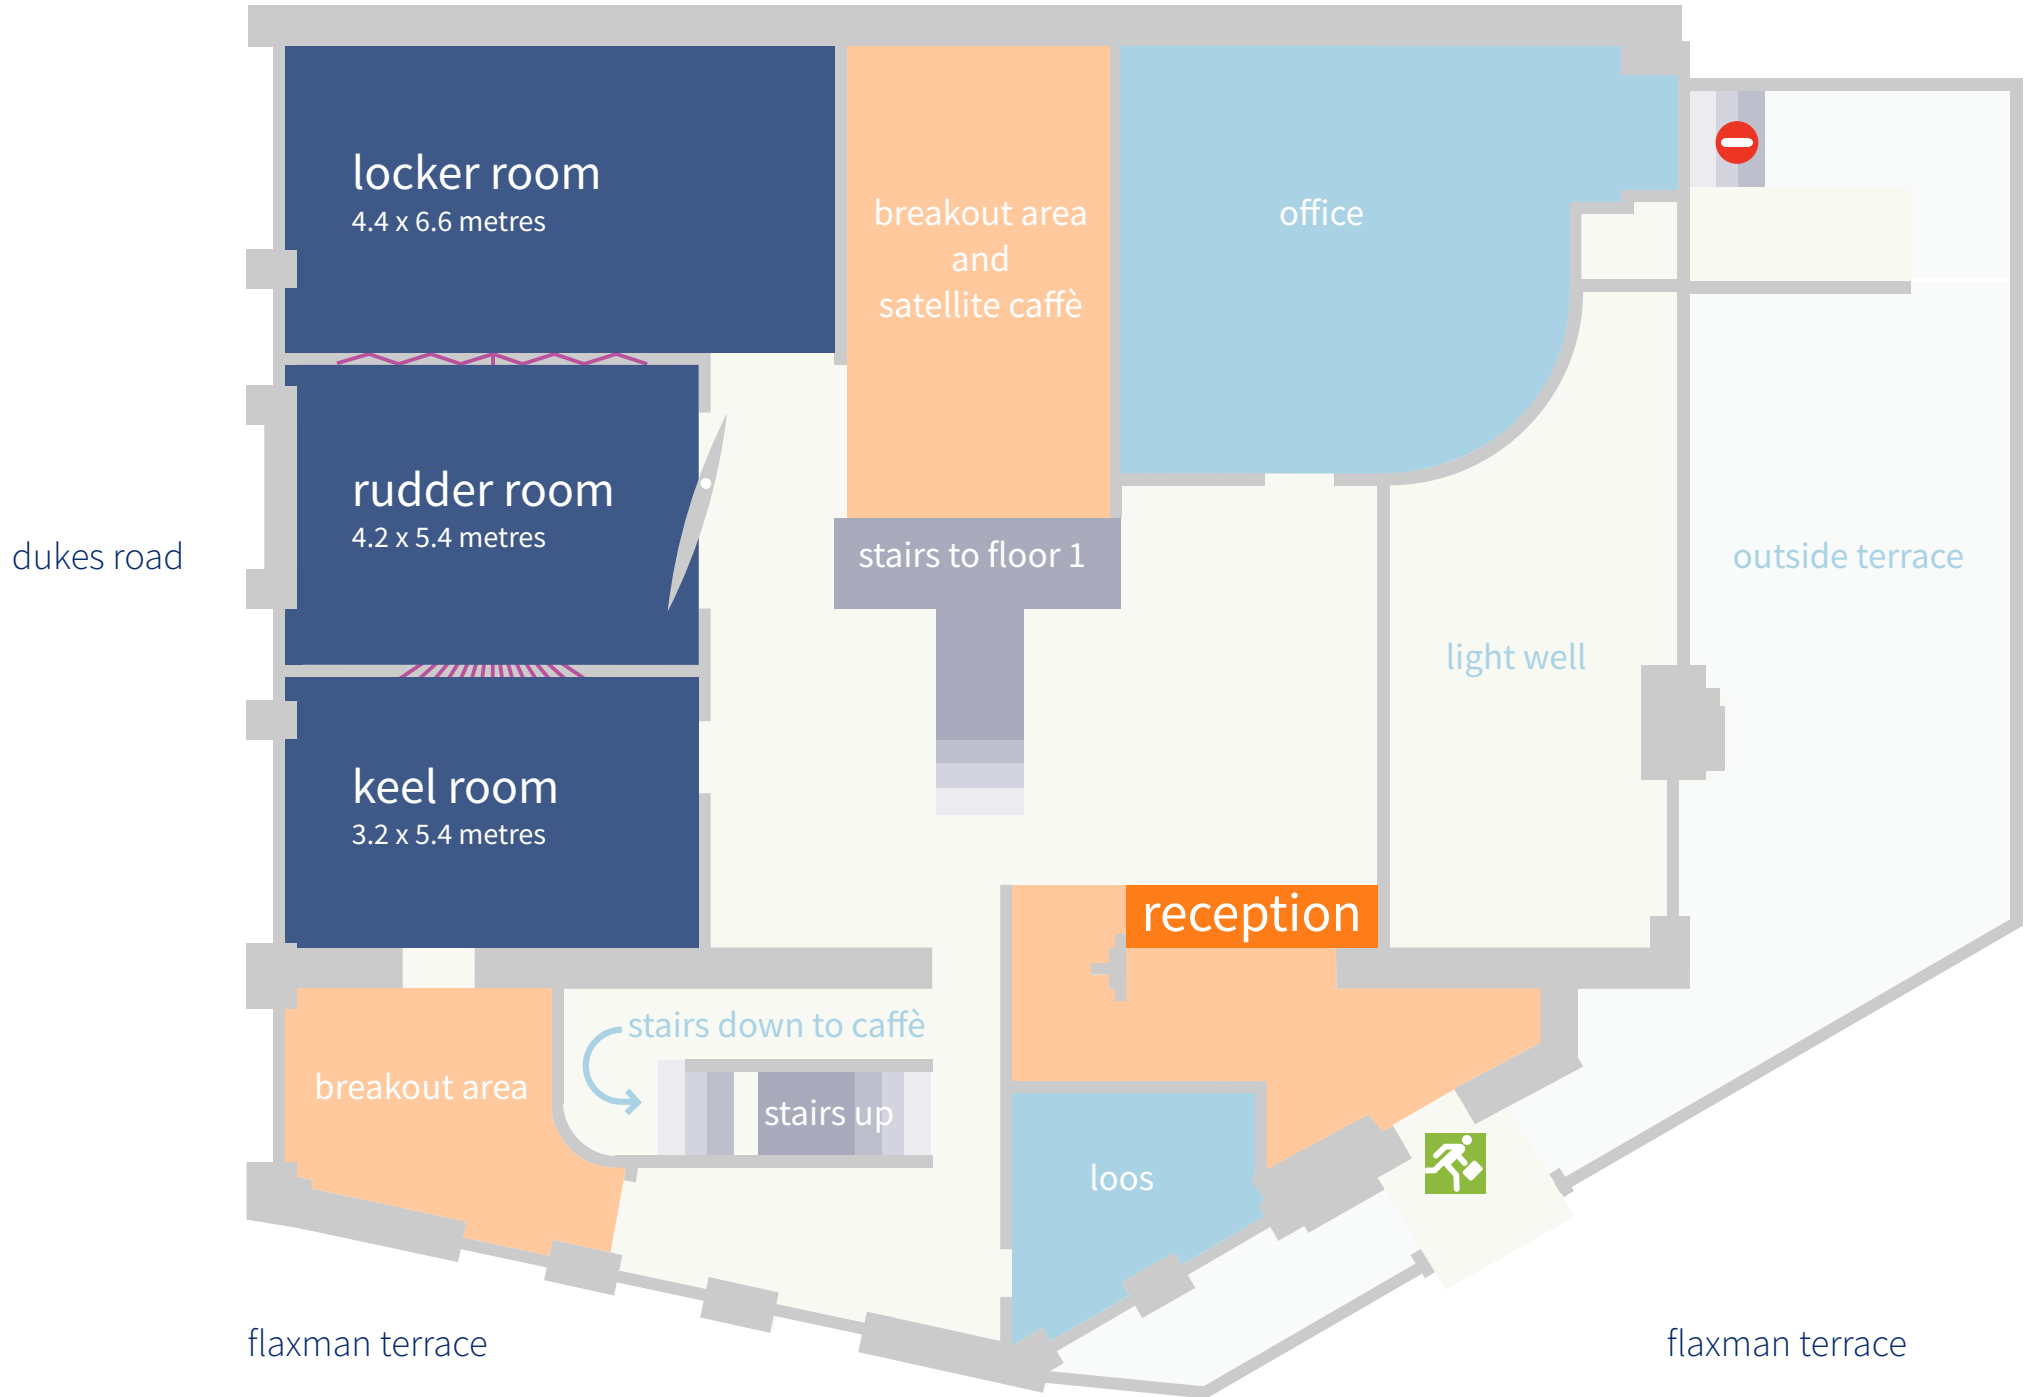 locker room
4.4 x 6.6 metres
breakout area
and
satellite caffè
office
rudder room
4.2 x 5.4 metres
dukes road
stairs to floor 1
outside terrace
light well
keel room
3.2 x 5.4 metres
reception
stairs down to caffè
breakout area
stairs up
loos
flaxman terrace
flaxman terrace